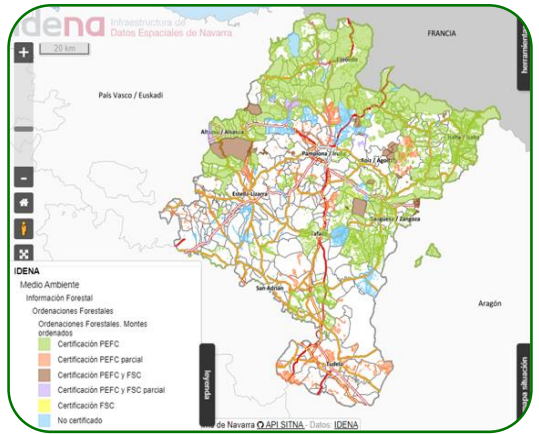 idena Infraestructura de
Datos Espaciales de Navarra
20 km
FRANCIA
herramientas
País Vasco / Euskadi
Pamplona / Iruña
Estella-Lizarra
Tafalla
San Adrián
Aragón
Tudela
IDENA
Medio Ambiente
Información Forestal
Ordenaciones Forestales
Ordenaciones Forestales. Montes
ordenados
Certificación PEFC
Certificación PEFC parcial
Certificación PEFC y FSC
Certificación PEFC y FSC parcial
Certificación FSC
No certificado
leyenda
mapa situación
de Navarra API SITNA - Datos: IDENA